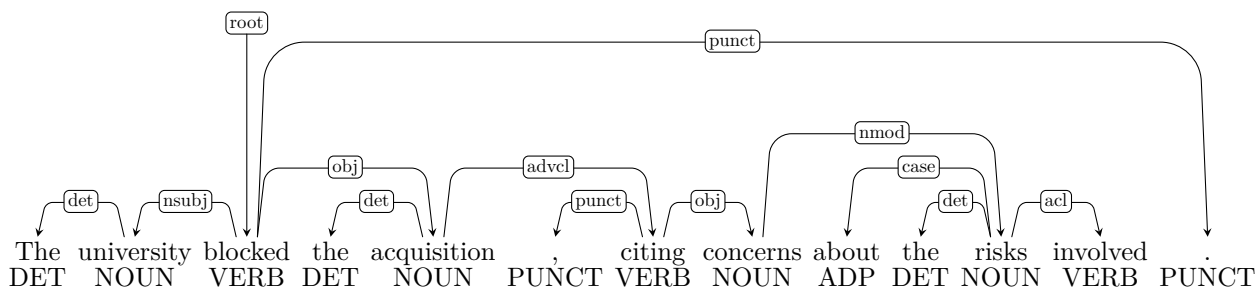 root
punct
nmod
obj advcl case
det nsubj det punct obj det acl
The university blocked the acquisition , citing concerns about the risks involved .
DET NOUN VERB DET NOUN PUNCT VERB NOUN ADP DET NOUN VERB PUNCT